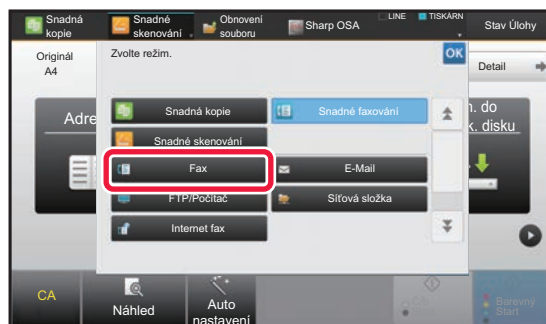 Snadná
kopie
Snadné
skenování
Obnovení
souboru
Sharp OSA
LINE
TISKÁRN
Stav Úlohy
Originál
A4
Zvolte režim.
OK
Detail
Adre
n. do
k. disku
Snadná kopie
Snadné faxování
Snadné skenování
Fax
E-Mail
FTP/Počítač
Síťová složka
Internet fax
CA
Náhled
Auto
nastavení
Barevný
Start